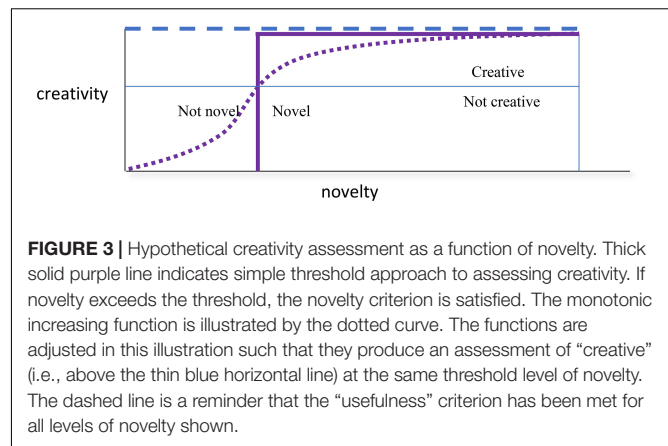 Creative
creativity
Not creative
Not novel
Novel
novelty
FIGURE 3 | Hypothetical creativity assessment as a function of novelty. Thick
solid purple line indicates simple threshold approach to assessing creativity. If
novelty exceeds the threshold, the novelty criterion is satisfied. The monotonic
increasing function is illustrated by the dotted curve. The functions are
adjusted in this illustration such that they produce an assessment of “creative”
(i.e., above the thin blue horizontal line) at the same threshold level of novelty.
The dashed line is a reminder that the “usefulness” criterion has been met for
all levels of novelty shown.